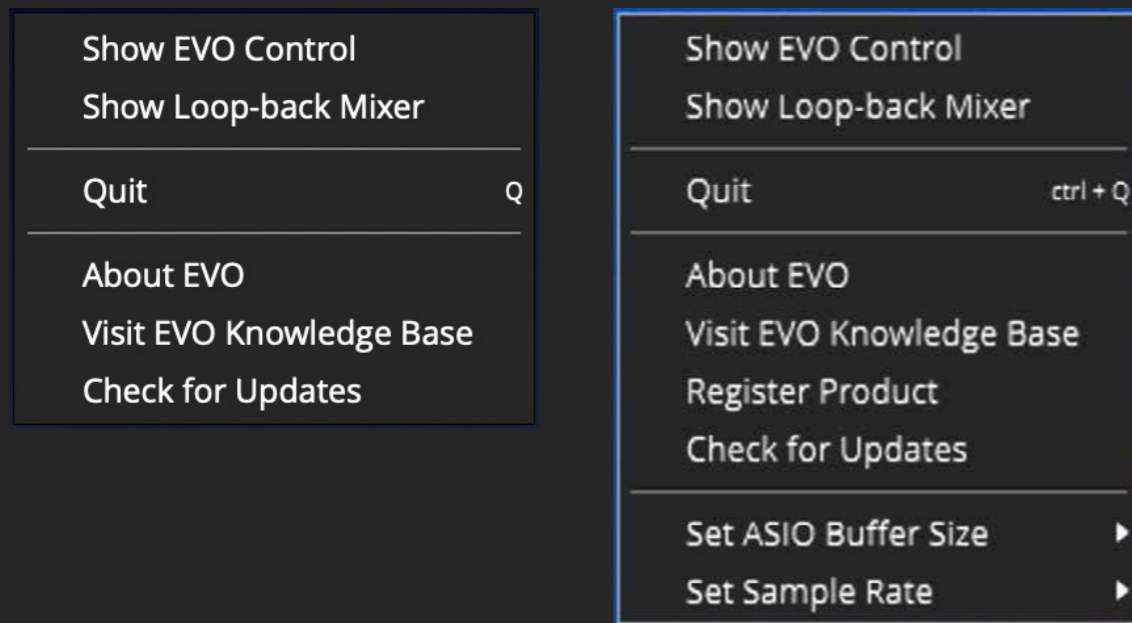 Show EVO Control
Show Loop-back Mixer
Quit Q
About EVO
Visit EVO Knowledge Base
Check for Updates
Show EVO Control
Show Loop-back Mixer
Quit ctrl + Q
About EVO
Visit EVO Knowledge Base
Register Product
Check for Updates
Set ASIO Buffer Size
Set Sample Rate